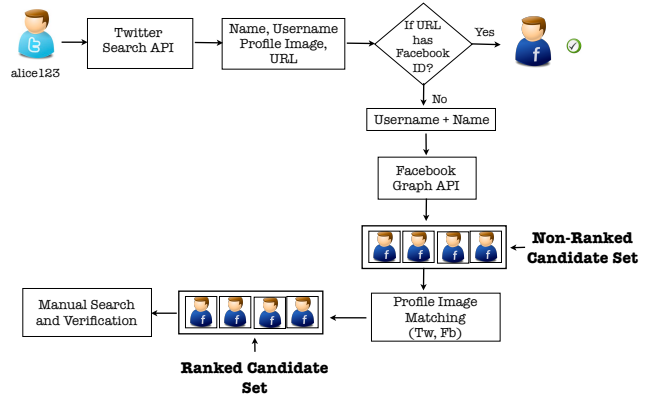 alice123
Twitter
Search API
Name, Username
Profile Image,
URL
If URL
has
Facebook
ID?
Yes
No
Username + Name
Facebook
Graph API
Non-Ranked
Candidate Set
Profile Image
Matching
(Tw, Fb)
Manual Search
and Verification
Ranked Candidate
Set